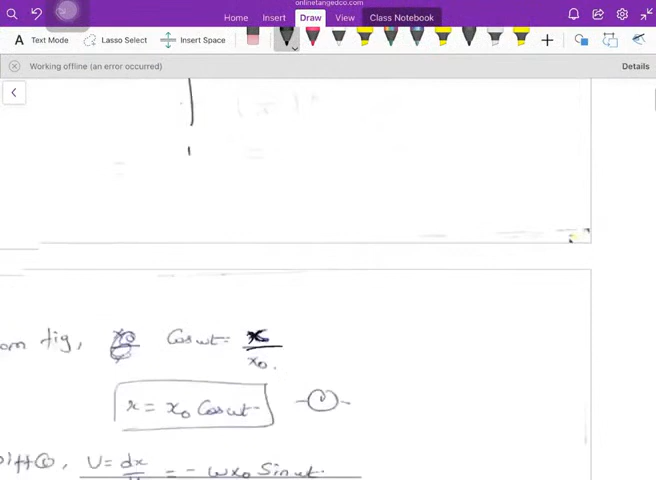 onlinetangedco.com
Home Insert Draw View Class Notebook
A Text Mode Lasso Select Insert Space
Working offline (an error occurred) Details
om fig, Cos ωt = x / x₀.
x = x₀ Cos ωt —①—
Diff①, U = dx = - ωx₀ Sin ωt